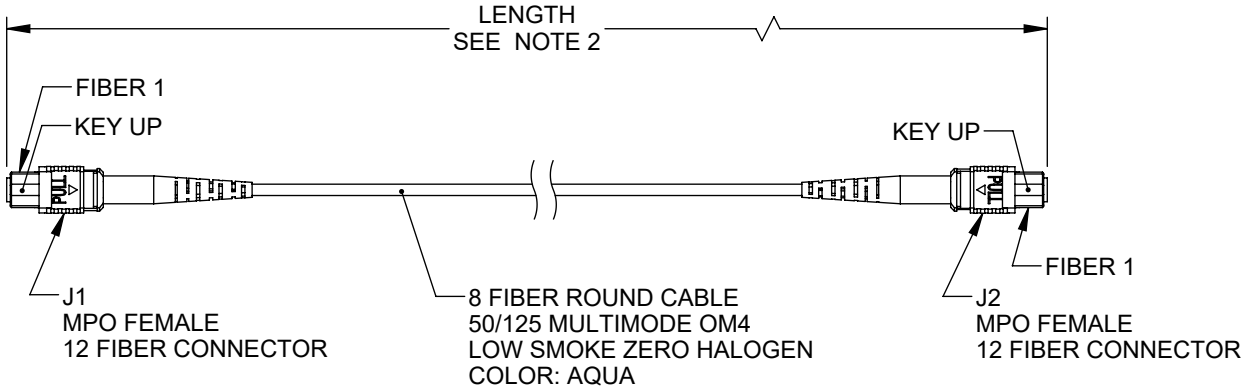 LENGTH
SEE NOTE 2
FIBER 1
KEY UP
KEY UP
PULL
PULL
FIBER 1
J1
MPO FEMALE
12 FIBER CONNECTOR
8 FIBER ROUND CABLE
50/125 MULTIMODE OM4
LOW SMOKE ZERO HALOGEN
COLOR: AQUA
J2
MPO FEMALE
12 FIBER CONNECTOR